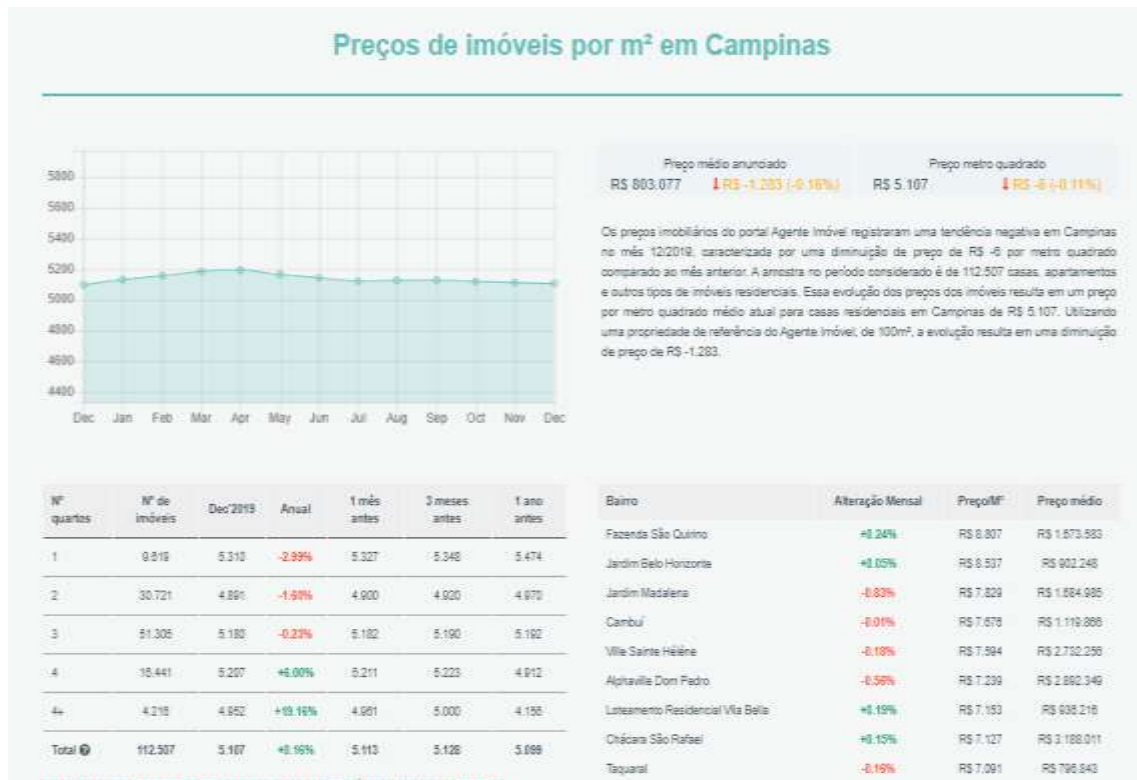 Preços de imóveis por m² em Campinas
Preço médio anunciado
R$ 803.077 R$ -1.283 (-0.16%)
Preço metro quadrado
R$ 5.107 R$ -6 (-0.11%)
Os preços imobiliários do portal Agente Imóvel registraram uma tendência negativa em Campinas
no mês 12/2019, caracterizada por uma diminuição de preço de R$ -6 por metro quadrado
comparado ao mês anterior. A amostra no período considerado é de 112.507 casas, apartamentos
e outros tipos de imóveis residenciais. Essa evolução dos preços dos imóveis resulta em um preço
por metro quadrado médio atual para casas residenciais em Campinas de R$ 5.107. Utilizando
uma propriedade de referência do Agente Imóvel, de 100m², a evolução resulta em uma diminuição
de preço de R$ -1.283.
5800
5600
5400
5200
5000
4800
4600
4400
Dec Jan Feb Mar Apr May Jun Jul Aug Sep Oct Nov Dec
Nº quartos Nº de imóveis Dec'2019 Anual 1 mês antes 3 meses antes 1 ano antes
1 9.819 5.310 -2.99% 5.327 5.348 5.474
2 30.721 4.891 -1.60% 4.900 4.920 4.970
3 51.305 5.180 -0.23% 5.182 5.190 5.192
4 16.441 5.207 +6.00% 5.211 5.223 4.912
4+ 4.216 4.952 +19.16% 4.961 5.000 4.156
Total 112.507 5.107 +0.16% 5.113 5.128 5.099
Bairro Alteração Mensal Preço/M² Preço médio
Fazenda São Quirino +0.24% R$ 8.807 R$ 1.673.583
Jardim Belo Horizonte +0.05% R$ 8.537 R$ 902.248
Jardim Madalena -0.83% R$ 7.829 R$ 1.684.985
Cambuí -0.01% R$ 7.676 R$ 1.119.866
Ville Sainte Hélène -0.18% R$ 7.594 R$ 2.732.256
Alphaville Dom Pedro -0.56% R$ 7.239 R$ 2.892.349
Loteamento Residencial Vila Bella +0.19% R$ 7.153 R$ 936.216
Chácara São Rafael +0.15% R$ 7.127 R$ 3.188.011
Taquaral -0.16% R$ 7.091 R$ 796.843